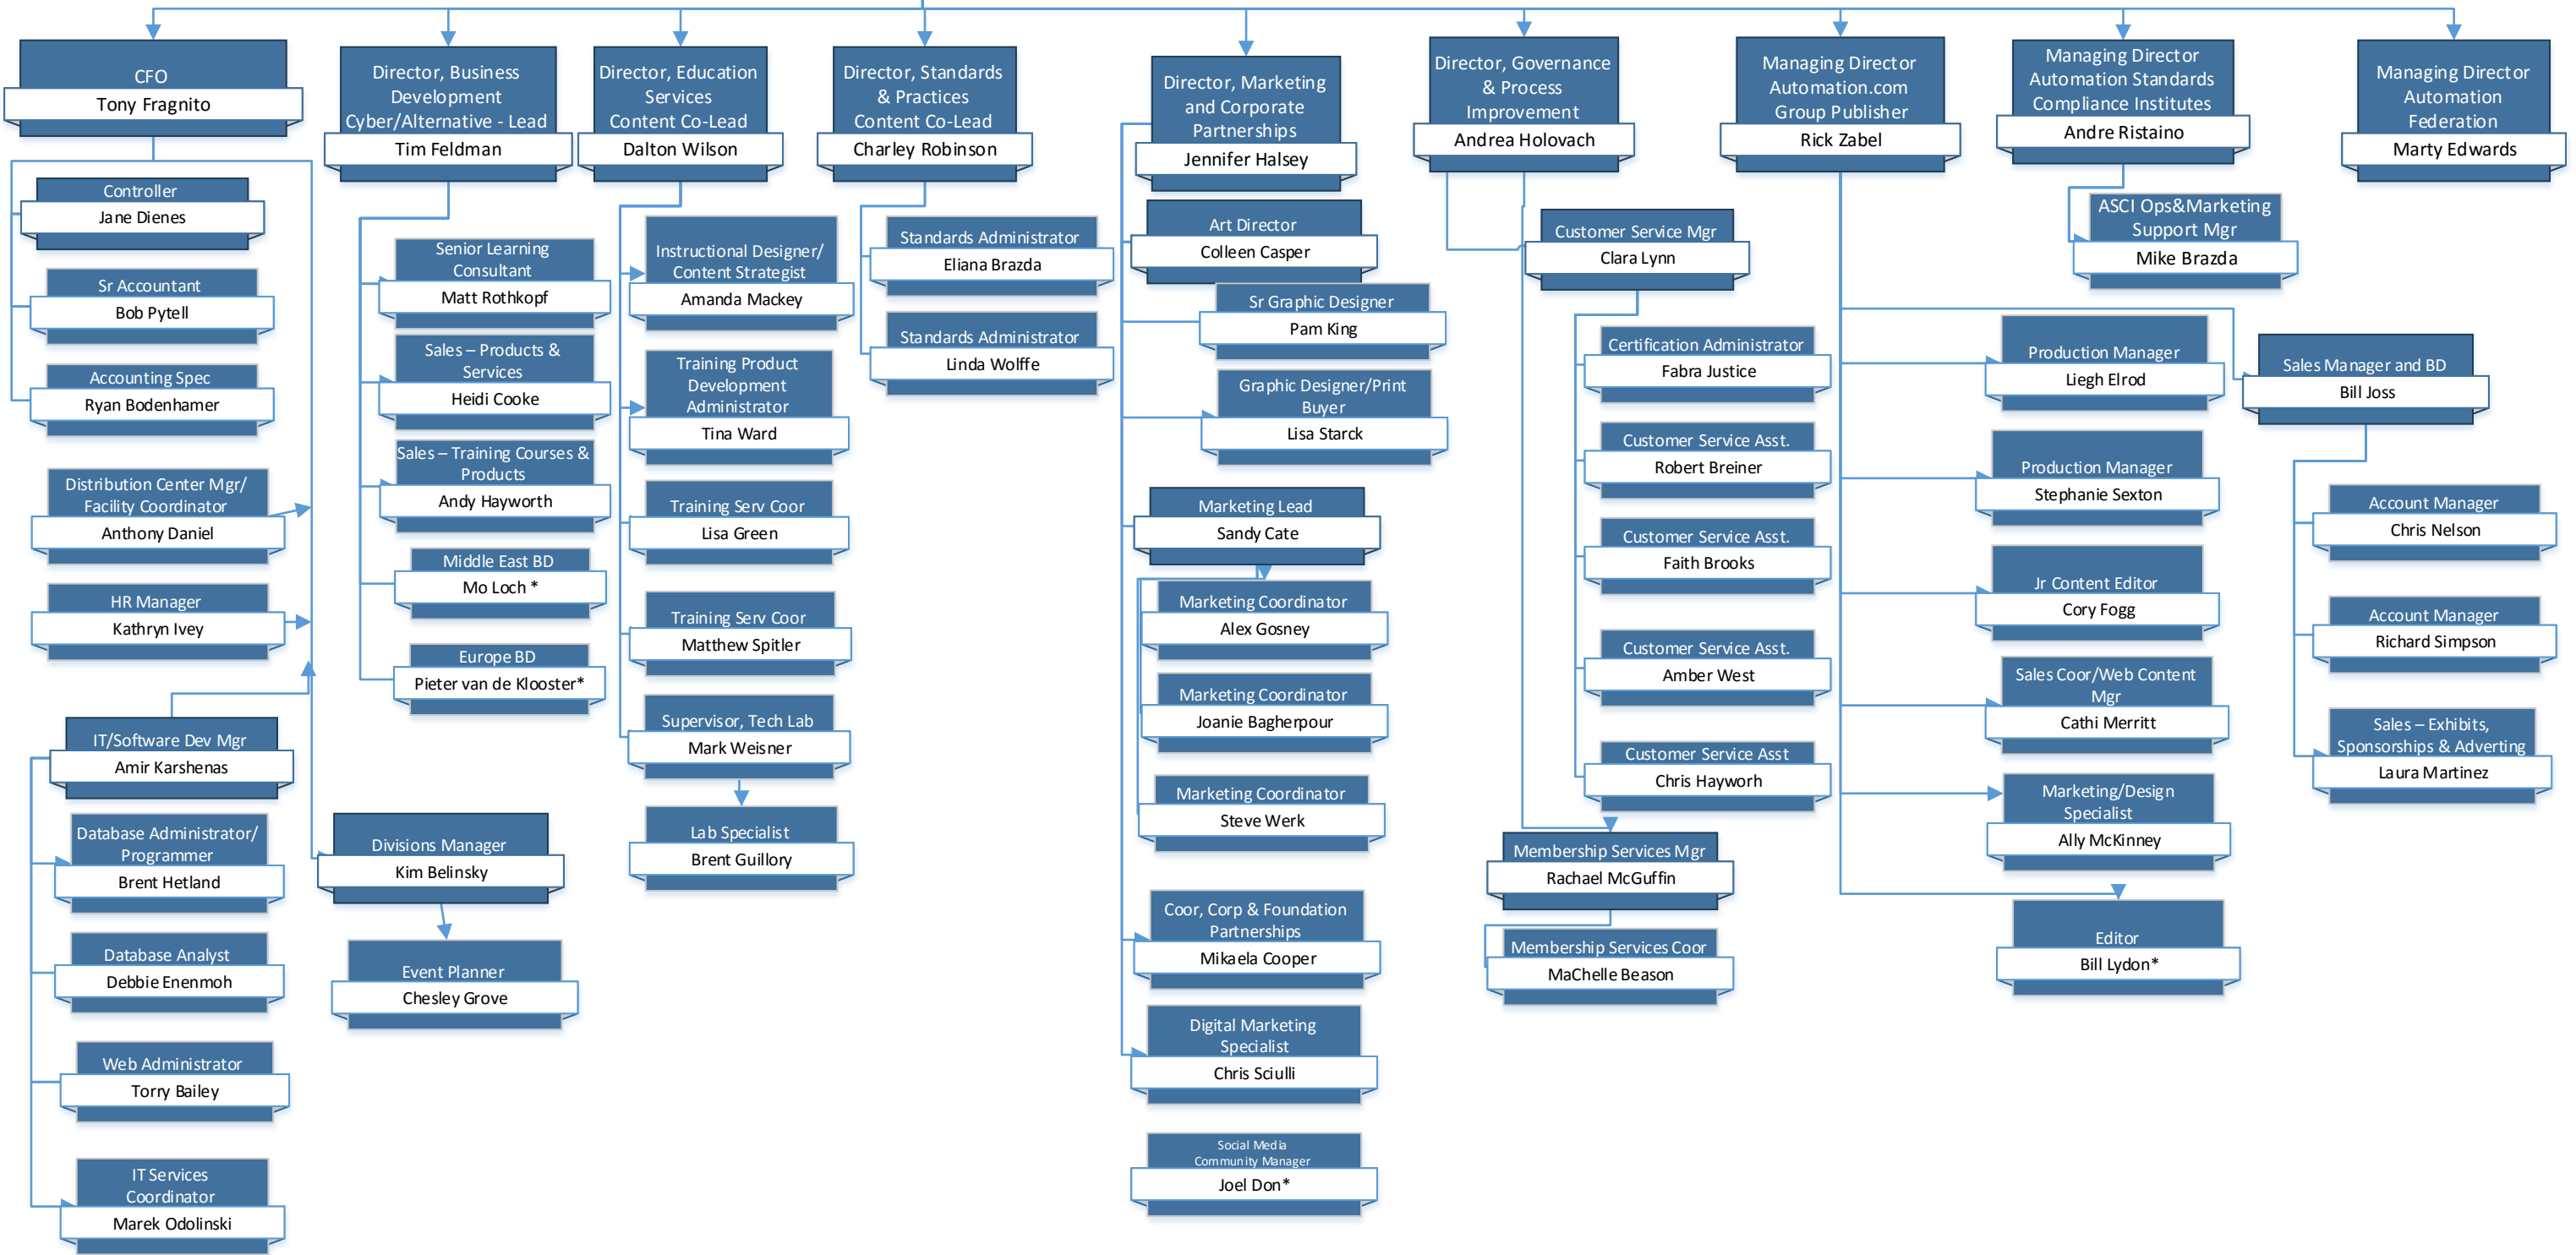 CFO
Tony Fragnito
Controller
Jane Dienes
Sr Accountant
Bob Pytell
Accounting Spec
Ryan Bodenhamer
Distribution Center Mgr/
Facility Coordinator
Anthony Daniel
HR Manager
Kathryn Ivey
IT/Software Dev Mgr
Amir Karshenas
Database Administrator/
Programmer
Brent Hetland
Database Analyst
Debbie Enenmoh
Web Administrator
Torry Bailey
IT Services
Coordinator
Marek Odolinski
Divisions Manager
Kim Belinsky
Event Planner
Chesley Grove
Director, Business
Development
Cyber/Alternative - Lead
Tim Feldman
Senior Learning
Consultant
Matt Rothkopf
Sales – Products &
Services
Heidi Cooke
Sales – Training Courses &
Products
Andy Hayworth
Middle East BD
Mo Loch *
Europe BD
Pieter van de Klooster*
Director, Education
Services
Content Co-Lead
Dalton Wilson
Instructional Designer/
Content Strategist
Amanda Mackey
Training Product
Development
Administrator
Tina Ward
Training Serv Coor
Lisa Green
Training Serv Coor
Matthew Spitler
Supervisor, Tech Lab
Mark Weisner
Lab Specialist
Brent Guillory
Director, Standards
& Practices
Content Co-Lead
Charley Robinson
Standards Administrator
Eliana Brazda
Standards Administrator
Linda Wolffe
Director, Marketing
and Corporate
Partnerships
Jennifer Halsey
Art Director
Colleen Casper
Sr Graphic Designer
Pam King
Graphic Designer/Print
Buyer
Lisa Starck
Marketing Lead
Sandy Cate
Marketing Coordinator
Alex Gosney
Marketing Coordinator
Joanie Bagherpour
Marketing Coordinator
Steve Werk
Coor, Corp & Foundation
Partnerships
Mikaela Cooper
Digital Marketing
Specialist
Chris Sciulli
Social Media
Community Manager
Joel Don*
Director, Governance
& Process
Improvement
Andrea Holovach
Customer Service Mgr
Clara Lynn
Certification Administrator
Fabra Justice
Customer Service Asst.
Robert Breiner
Customer Service Asst.
Faith Brooks
Customer Service Asst.
Amber West
Customer Service Asst
Chris Hayworh
Membership Services Mgr
Rachael McGuffin
Membership Services Coor
MaChelle Beason
Managing Director
Automation.com
Group Publisher
Rick Zabel
Production Manager
Liegh Elrod
Production Manager
Stephanie Sexton
Jr Content Editor
Cory Fogg
Sales Coor/Web Content
Mgr
Cathi Merritt
Marketing/Design
Specialist
Ally McKinney
Editor
Bill Lydon*
Sales Manager and BD
Bill Joss
Account Manager
Chris Nelson
Account Manager
Richard Simpson
Sales – Exhibits,
Sponsorships & Adverting
Laura Martinez
Managing Director
Automation Standards
Compliance Institutes
Andre Ristaino
ASCI Ops&Marketing
Support Mgr
Mike Brazda
Managing Director
Automation
Federation
Marty Edwards